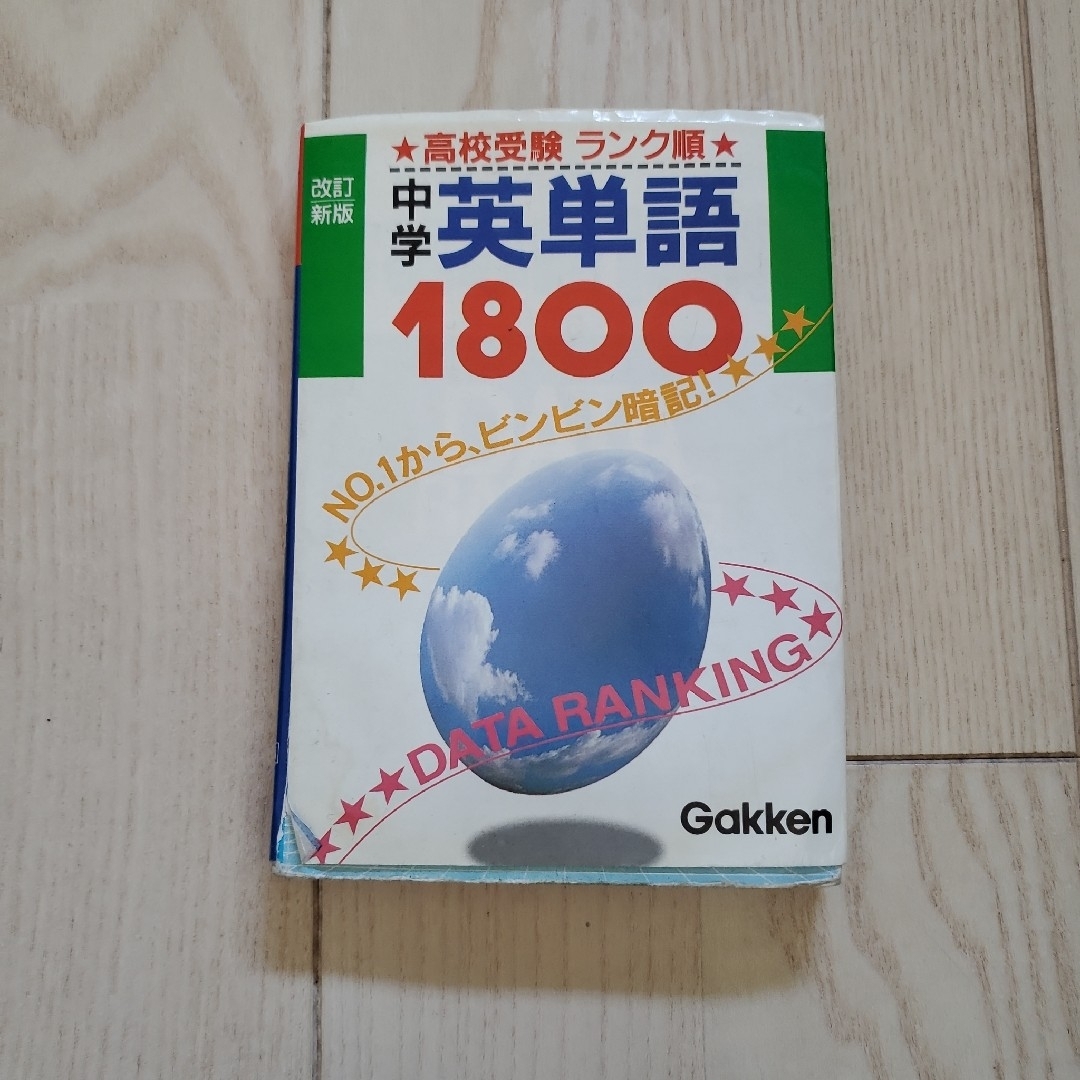 ★高校受験 ランク順★
改訂
新版
中学
英単語
1800
NO.1から、ビンビン暗記!
DATA RANKING
Gakken